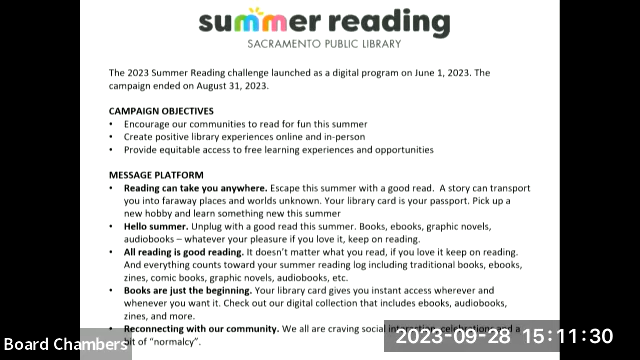 summer reading
SACRAMENTO PUBLIC LIBRARY
The 2023 Summer Reading challenge launched as a digital program on June 1, 2023. The
campaign ended on August 31, 2023.
CAMPAIGN OBJECTIVES
• Encourage our communities to read for fun this summer
• Create positive library experiences online and in-person
• Provide equitable access to free learning experiences and opportunities
MESSAGE PLATFORM
• Reading can take you anywhere. Escape this summer with a good read. A story can transport
you into faraway places and worlds unknown. Your library card is your passport. Pick up a
new hobby and learn something new this summer
• Hello summer. Unplug with a good read this summer. Books, ebooks, graphic novels,
audiobooks – whatever your pleasure if you love it, keep on reading.
• All reading is good reading. It doesn’t matter what you read, if you love it keep on reading.
And everything counts toward your summer reading log including traditional books, ebooks,
zines, comic books, graphic novels, audiobooks, etc.
• Books are just the beginning. Your library card gives you instant access wherever and
whenever you want it. Check out our digital collection that includes ebooks, audiobooks,
zines, and more.
• Reconnecting with our community. We all are craving social interaction, celebrations and a
bit of “normalcy”.
Board Chambers
2023-09-28 15:11:30